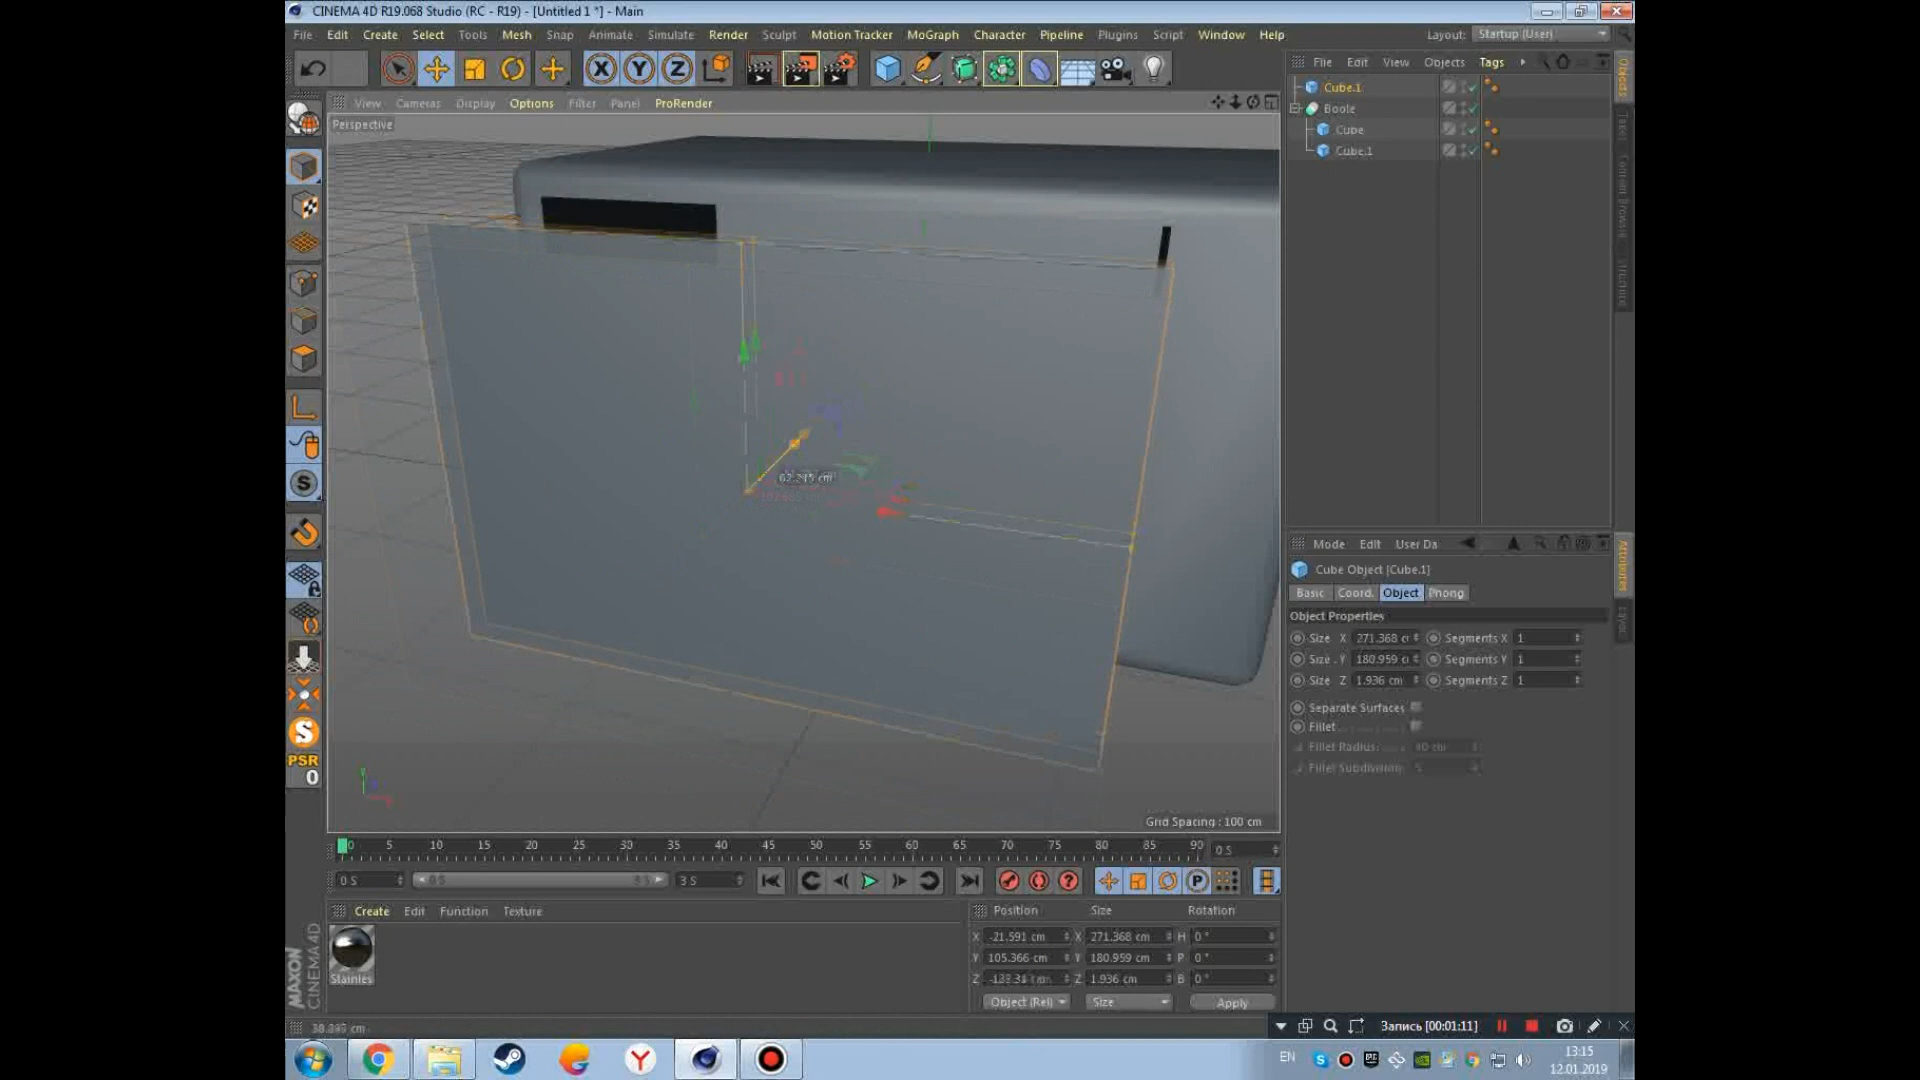 CINEMA 4D R19.068 Studio (RC - R19) - [Untitled 1 *] - Main
File Edit Create Select Tools Mesh Snap Animate Simulate Render Sculpt Motion Tracker MoGraph Character Pipeline Plugins Script Window Help
Layout: Startup (User)
X Y Z
File Edit View Objects Tags
View Cameras Display Options Filter Panel ProRender
Perspective
Cube.1
Boole
Cube
Cube.1
Objects
Takes
Content Browser
Structure
Grid Spacing : 100 cm
Mode Edit User Da
Cube Object [Cube.1]
Basic Coord. Object Phong
Object Properties
Size X 271.368 Segments X 1
Size . Y 180.959 Segments Y 1
Size Z 1.936 cm Segments Z 1
Separate Surfaces
Fillet
Fillet Radius
Attributes
PSR
0
0 5 10 15 20 25 30 35 40 45 50 55 60 65 70 75 80 85 90 0 S
0 S 3 S
Create Edit Function Texture
Stainles
MAXON
CINEMA4D
Position Size Rotation
X -21.591 cm X 271.368 cm H 0 °
Y 105.366 cm Y 180.959 cm P 0 °
Z Z 1.936 cm B 0 °
Object (Rel) Size Apply
Запись [00:01:11]
EN
13:15
12.01.2019